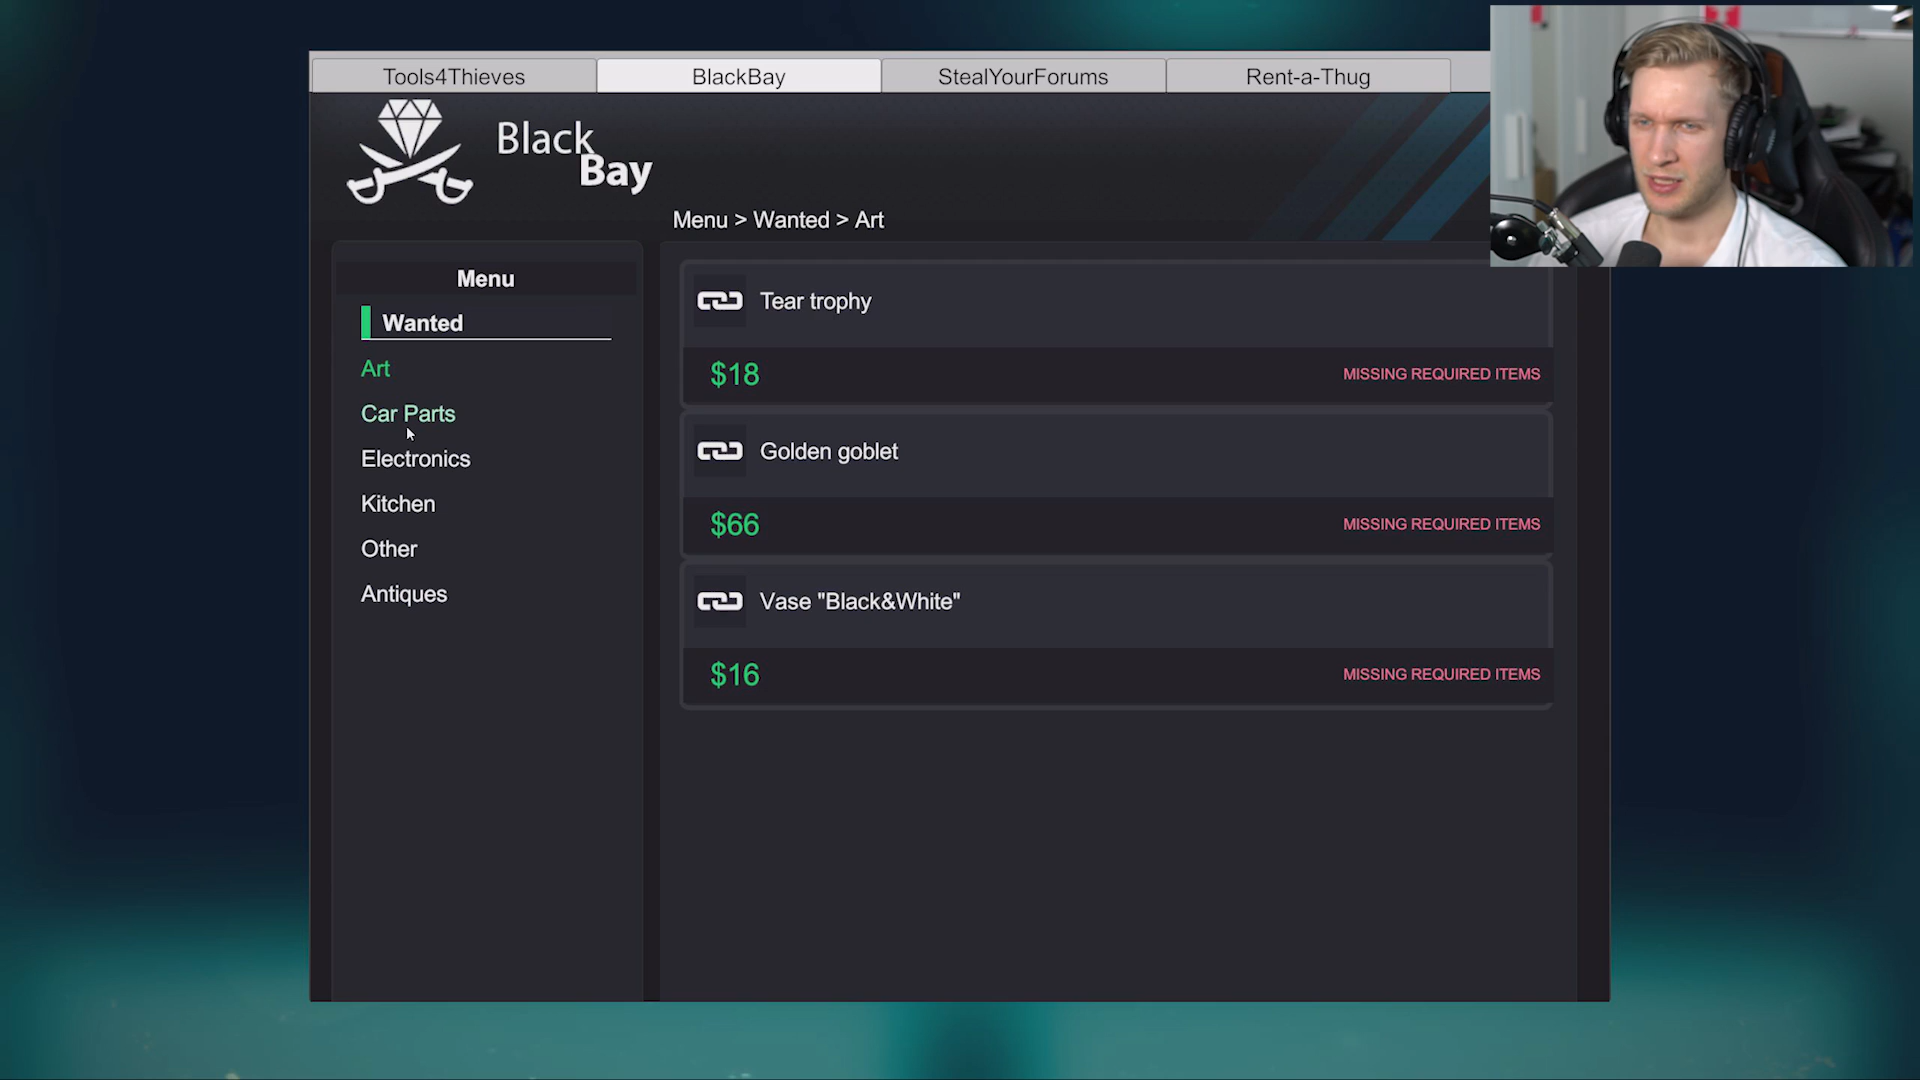 Tools4Thieves
BlackBay
StealYourForums
Rent-a-Thug
Black
Bay
Menu > Wanted > Art
Menu
Wanted
Art
Car Parts
Electronics
Kitchen
Other
Antiques
Tear trophy
$18
MISSING REQUIRED ITEMS
Golden goblet
$66
MISSING REQUIRED ITEMS
Vase "Black&White"
$16
MISSING REQUIRED ITEMS